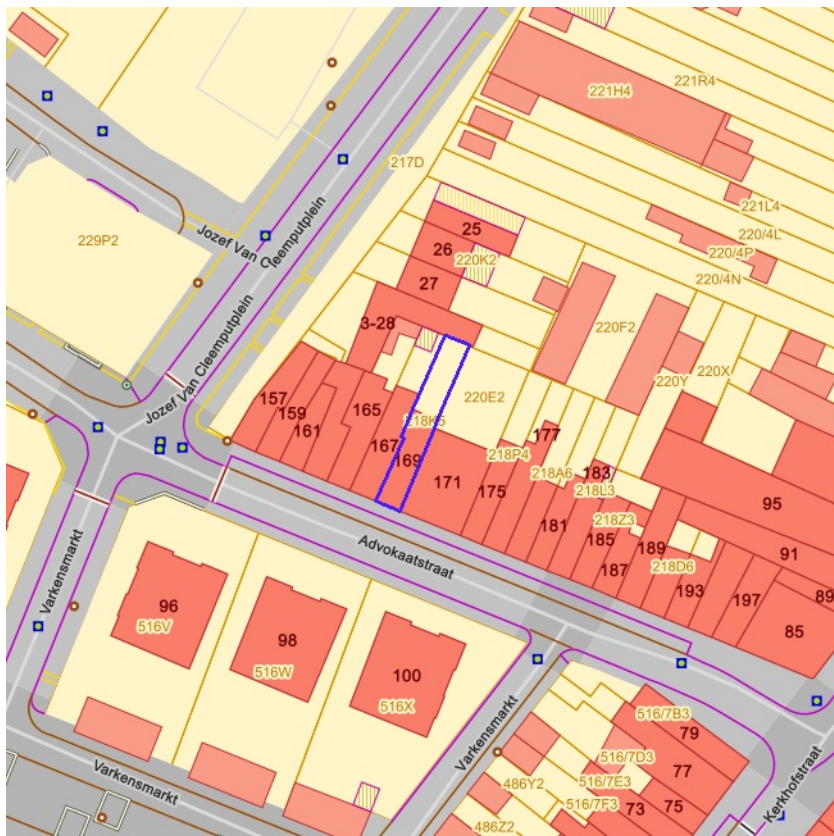 221R4
221H4
217D
221L4
220/4L
229P2
Jozef Van Cleemputplein
25
26
220K2
220/4P
27
220/4N
3-28
220F2
Jozef Van Cleemputplein
157
159
161
165
220E2
220Y
220X
218K5
167
169
171
175
218P4
177
218A6
183
218L3
218Z3
181
185
187
189
218D6
193
197
95
91
89
85
Advokaatstraat
Varkensmarkt
96
516V
98
516W
100
516X
Varkensmarkt
Varkensmarkt
516/7B3
79
516/7D3
77
486Y2
516/7E3
516/7F3
73
75
486Z2
Kerkhofstraat